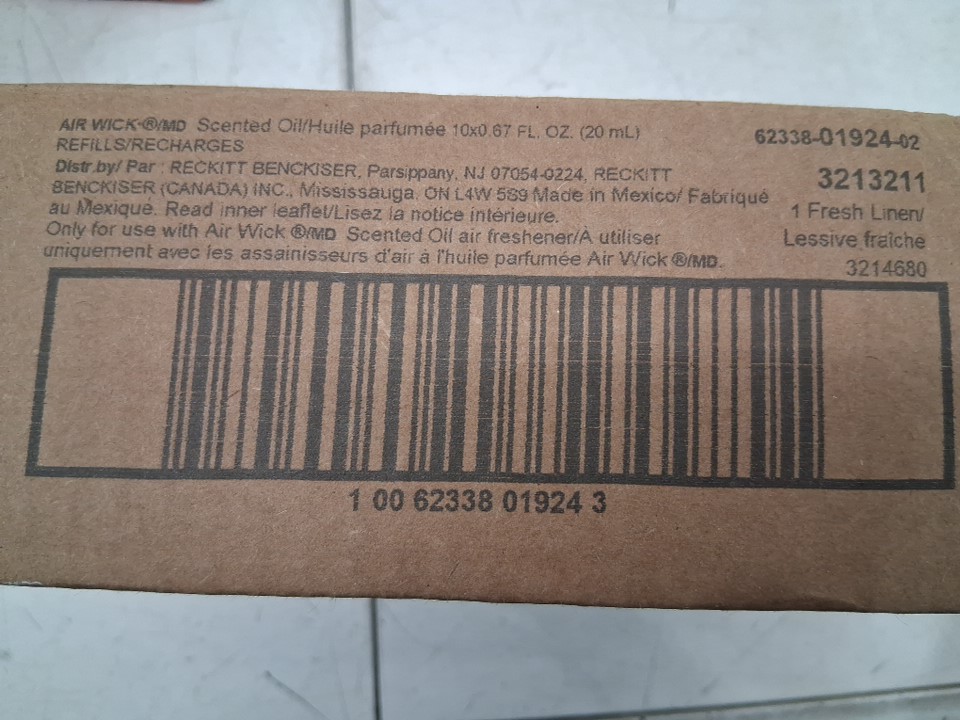 AIR WICK®/MD Scented Oil/Huile parfumée 10x0.67 FL. OZ. (20 mL)
REFILLS/RECHARGES
Distr.by/ Par : RECKITT BENCKISER, Parsippany, NJ 07054-0224, RECKITT
BENCKISER (CANADA) INC., Mississauga, ON L4W 5S9 Made in Mexico/ Fabriqué
au Mexique. Read inner leaflet/Lisez la notice intérieure.
Only for use with Air Wick ®/MD Scented Oil air freshener/À utiliser
uniquement avec les assainisseurs d'air à l'huile parfumée Air Wick ®/MD.
62338-01924-02
3213211
1 Fresh Linen/
Lessive fraîche
3214680
1 00 62338 01924 3